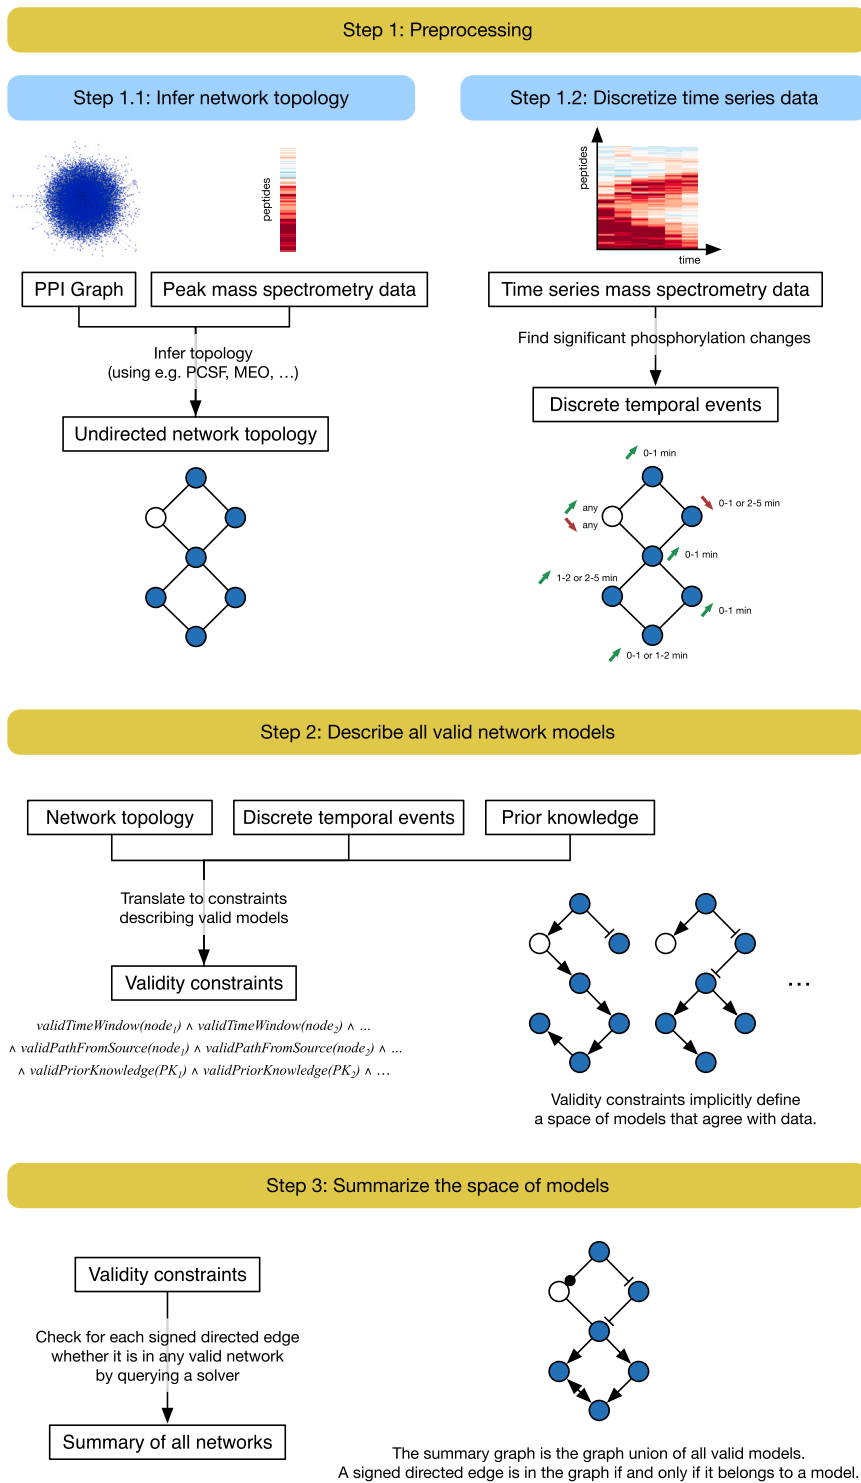 Step 1: Preprocessing
Step 1.1: Infer network topology
Step 1.2: Discretize time series data
peptides
peptides
time
PPI Graph
Peak mass spectrometry data
Time series mass spectrometry data
Infer topology
(using e.g. PCSF, MEO, …)
Find significant phosphorylation changes
Undirected network topology
Discrete temporal events
0-1 min
any
any
0-1 or 2-5 min
0-1 min
1-2 or 2-5 min
0-1 min
0-1 or 1-2 min
Step 2: Describe all valid network models
Network topology
Discrete temporal events
Prior knowledge
Translate to constraints
describing valid models
Validity constraints
validTimeWindow(node₁) ∧ validTimeWindow(node₂) ∧ ...
∧ validPathFromSource(node₁) ∧ validPathFromSource(node₂) ∧ ...
∧ validPriorKnowledge(PK₁) ∧ validPriorKnowledge(PK₂) ∧ …
...
Validity constraints implicitly define
a space of models that agree with data.
Step 3: Summarize the space of models
Validity constraints
Check for each signed directed edge
whether it is in any valid network
by querying a solver
Summary of all networks
The summary graph is the graph union of all valid models.
A signed directed edge is in the graph if and only if it belongs to a model.